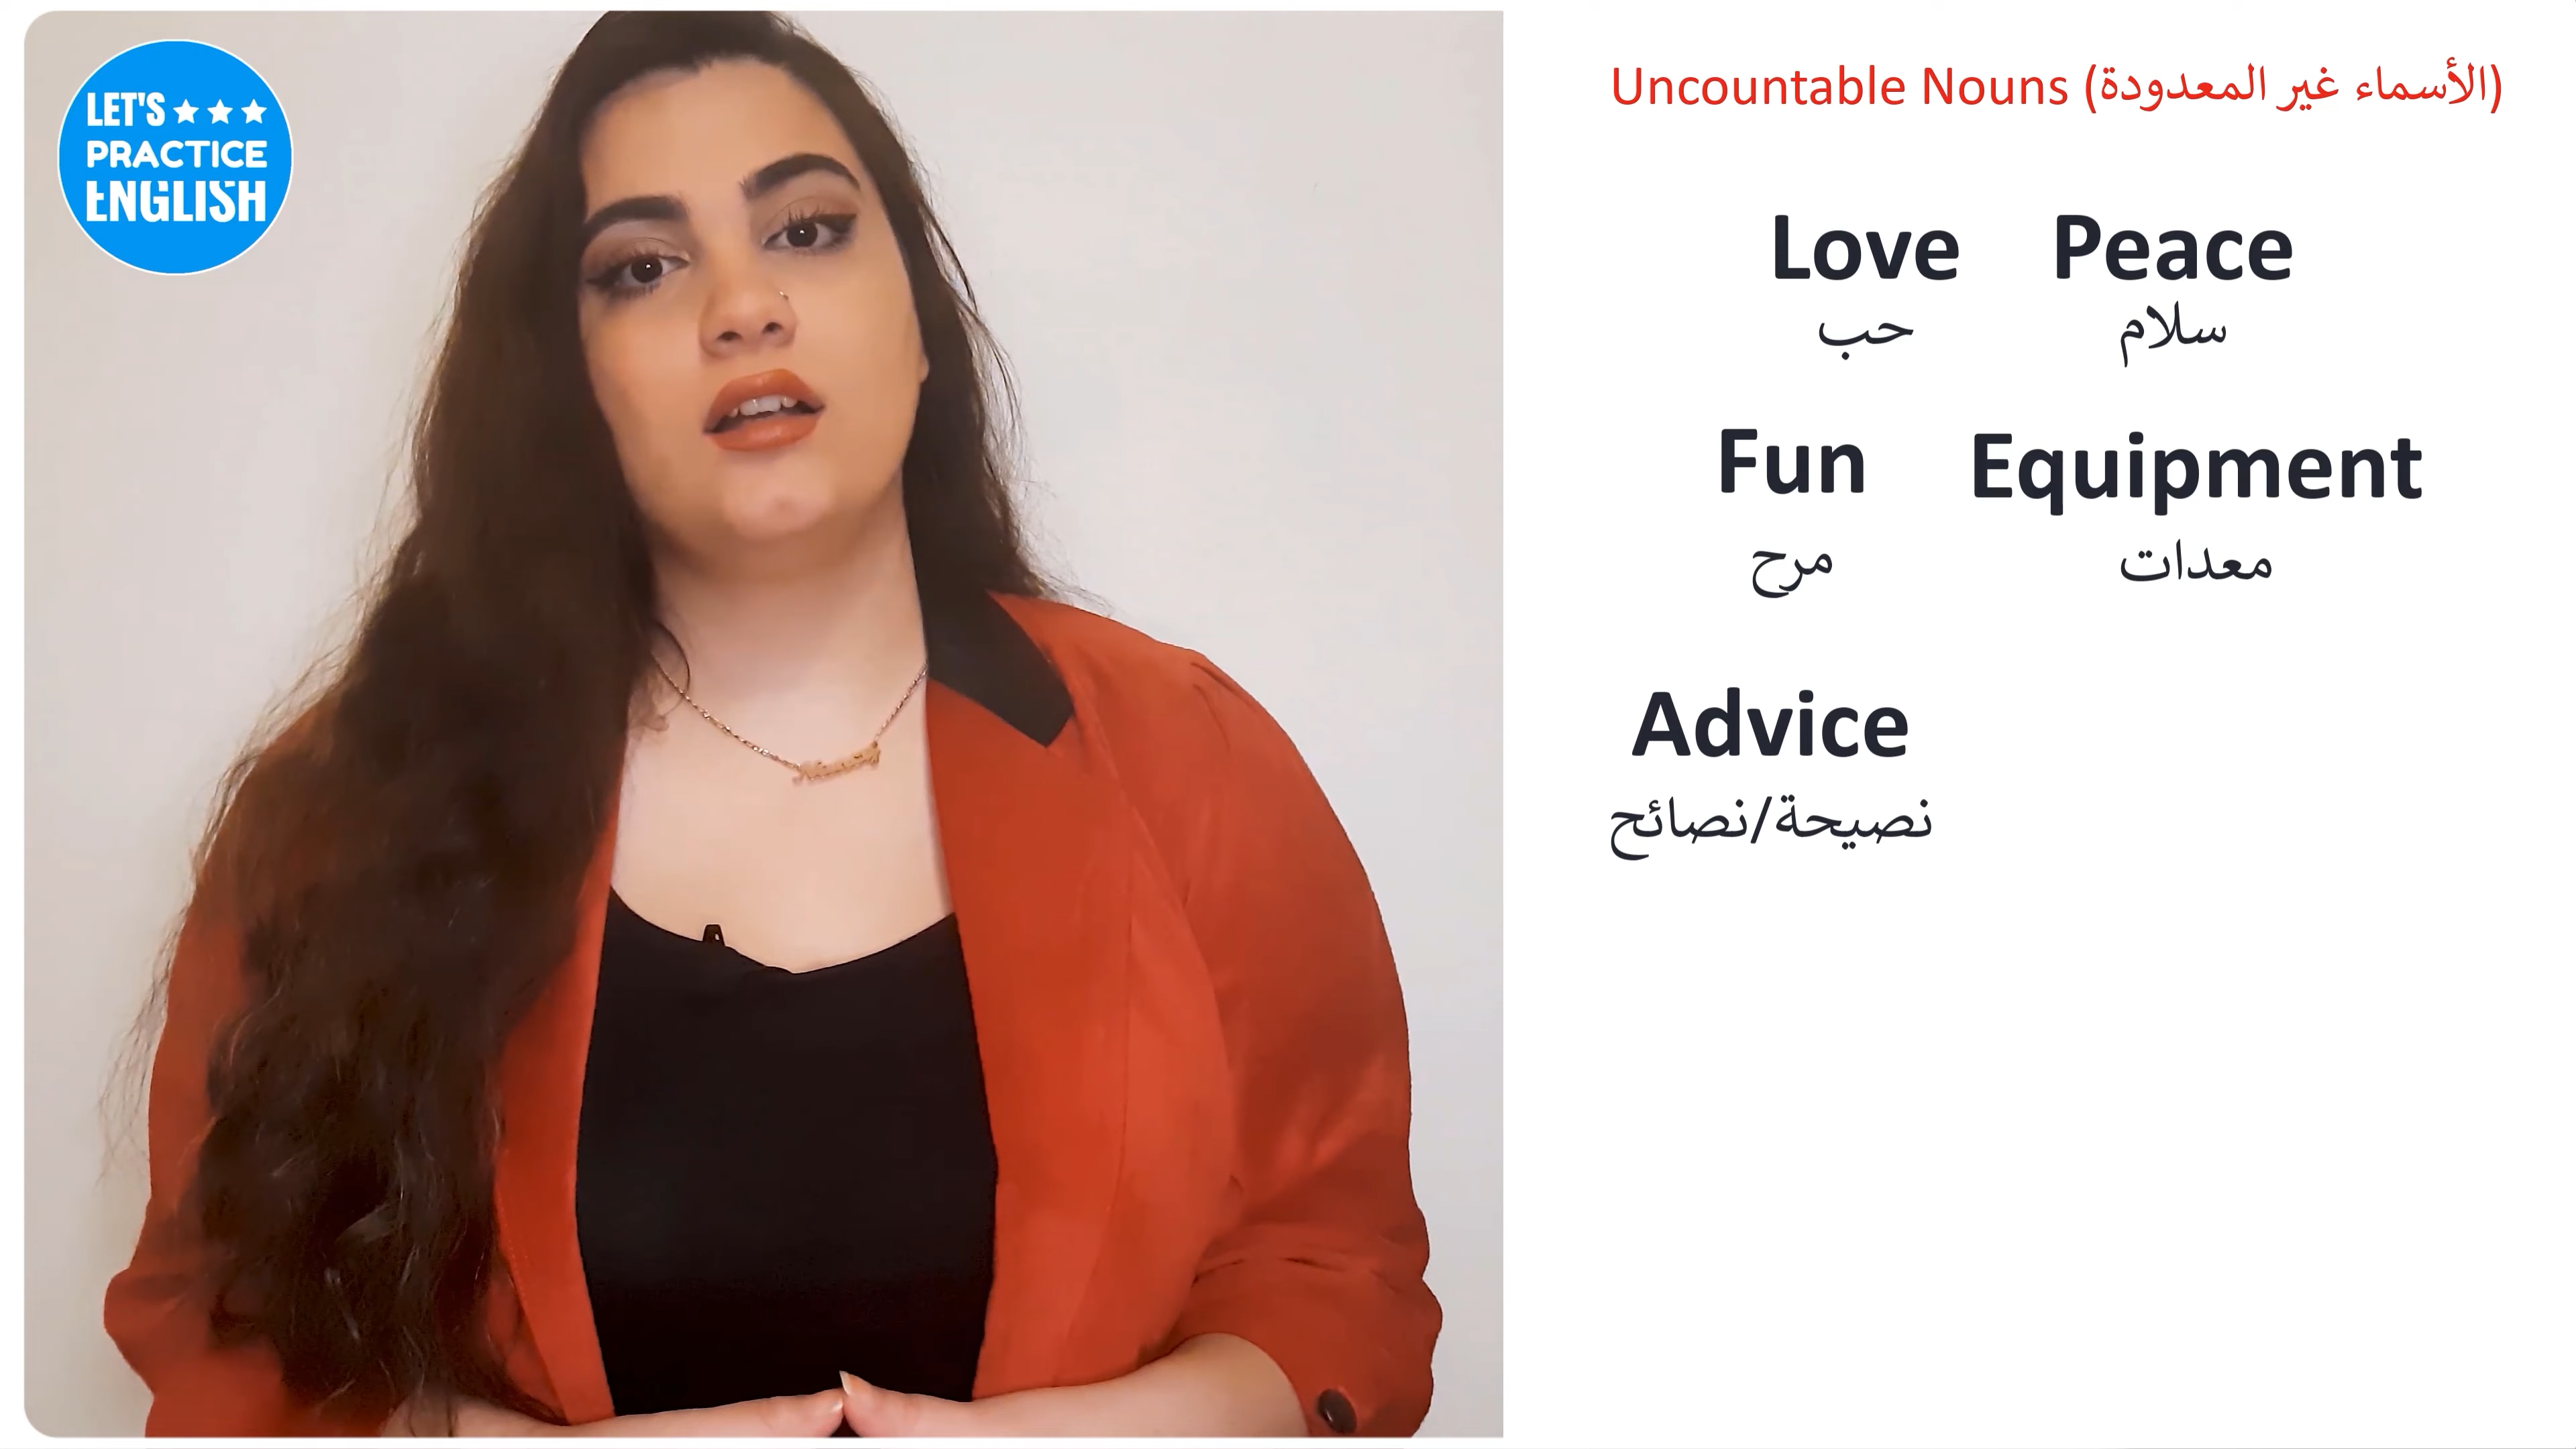 LET'S
PRACTICE
ENGLISH
Uncountable Nouns (الأسماء غير المعدودة)
Love Peace
حب سلام
Fun Equipment
مرح معدات
Advice
نصيحة/نصائح